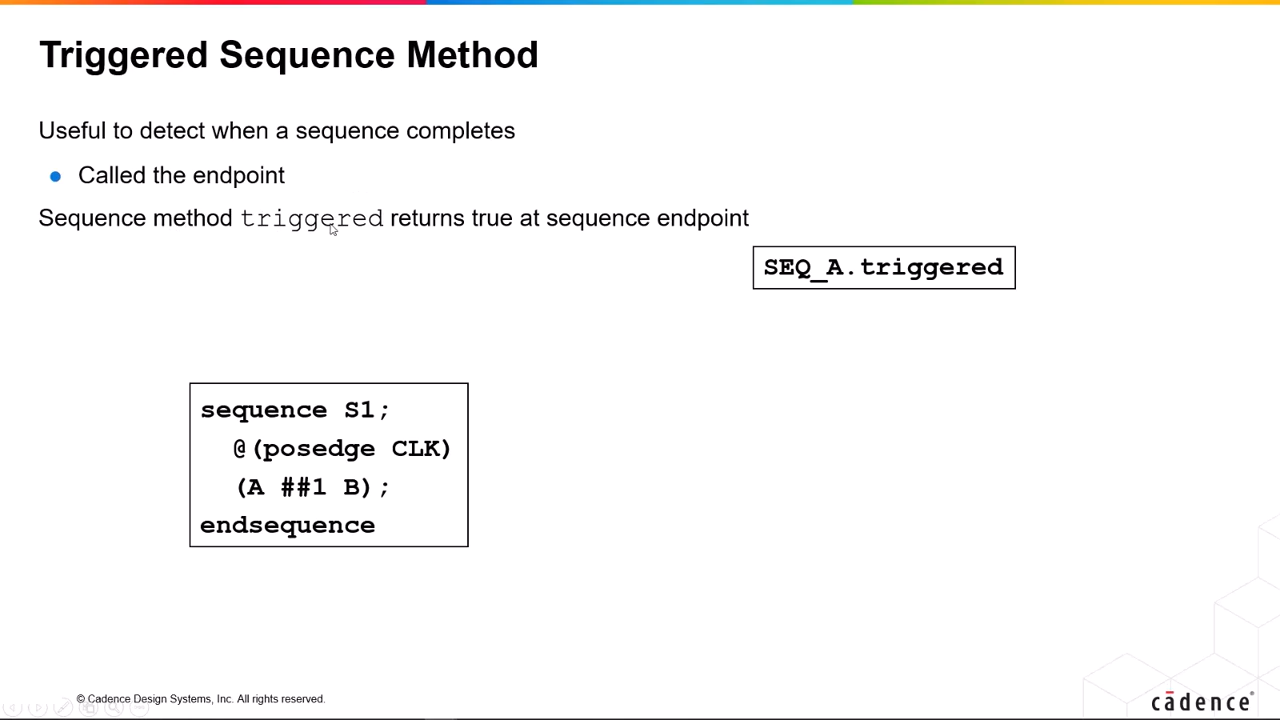 Triggered Sequence Method
Useful to detect when a sequence completes
● Called the endpoint
Sequence method triggered returns true at sequence endpoint
SEQ_A.triggered
sequence S1;
@(posedge CLK)
(A ##1 B);
endsequence
© Cadence Design Systems, Inc. All rights reserved.
cādence®